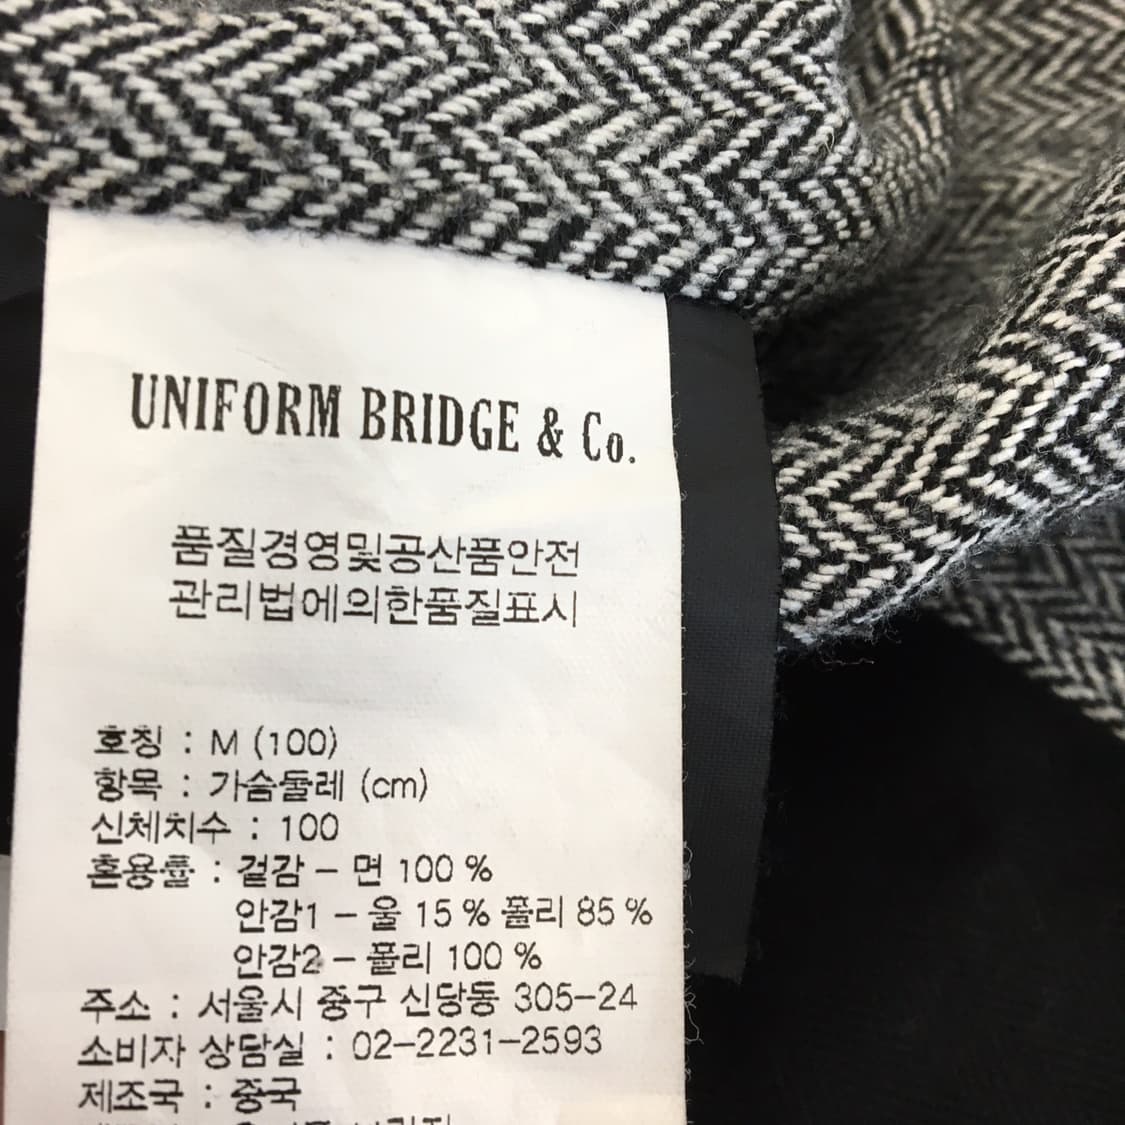 UNIFORM BRIDGE & Co.
품질경영및공산품안전
관리법에의한품질표시
호칭 : M (100)
항목 : 가슴둘레 (cm)
신체치수 : 100
혼용률 : 겉감 – 면 100 %
안감1 – 울 15 % 폴리 85 %
안감2 – 폴리 100 %
주소 : 서울시 중구 신당동 305-24
소비자 상담실 : 02-2231-2593
제조국 : 중국